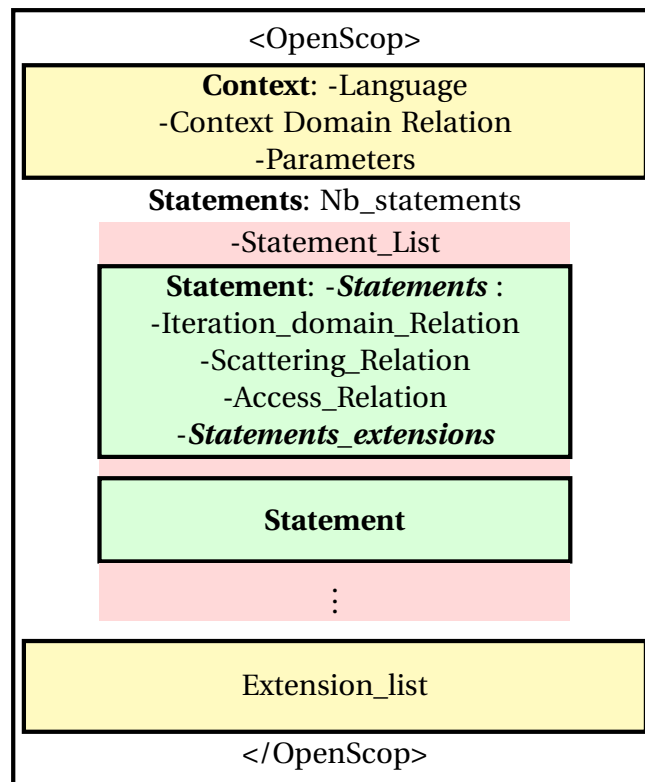 <OpenScop>
Context: -Language
-Context Domain Relation
-Parameters
Statements: Nb_statements
-Statement_List
Statement: -Statements :
-Iteration_domain_Relation
-Scattering_Relation
-Access_Relation
-Statements_extensions
Statement
⋮
Extension_list
</OpenScop>